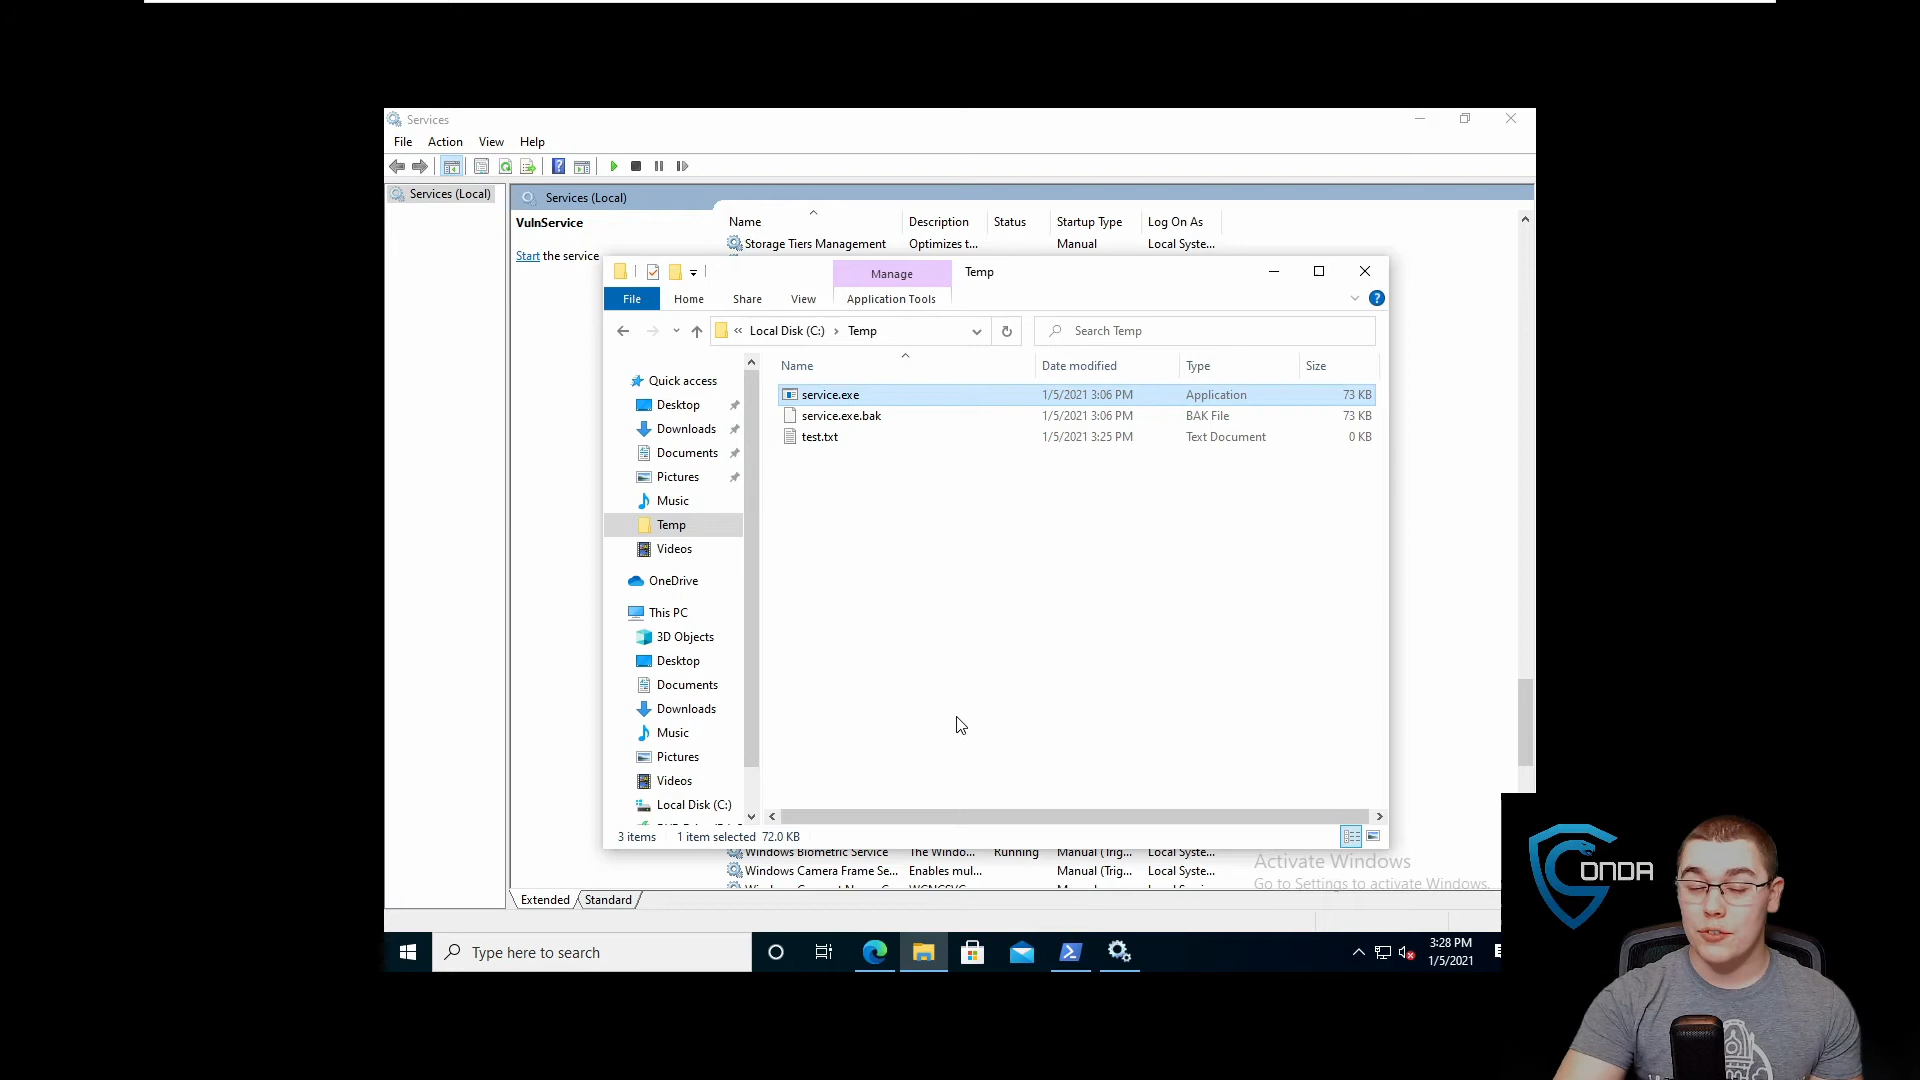 Services
File Action View Help
Services (Local)
Services (Local)
VulnService
Start the service
Name Description Status Startup Type Log On As
Storage Tiers Management Optimizes t... Manual Local Syste...
Manage Temp
File Home Share View Application Tools
« Local Disk (C:) › Temp
Search Temp
Name Date modified Type Size
service.exe 1/5/2021 3:06 PM Application 73 KB
service.exe.bak 1/5/2021 3:06 PM BAK File 73 KB
test.txt 1/5/2021 3:25 PM Text Document 0 KB
Quick access
Desktop
Downloads
Documents
Pictures
Music
Temp
Videos
OneDrive
This PC
3D Objects
Desktop
Documents
Downloads
Music
Pictures
Videos
Local Disk (C:)
3 items 1 item selected 72.0 KB
Windows Biometric Service The Windo... Running Manual (Trig... Local Syste...
Windows Camera Frame Se... Enables mul... Manual (Trig... Local Syste...
Activate Windows
Go to Settings to activate Windows.
Extended Standard
Type here to search
3:28 PM
1/5/2021
CONDA